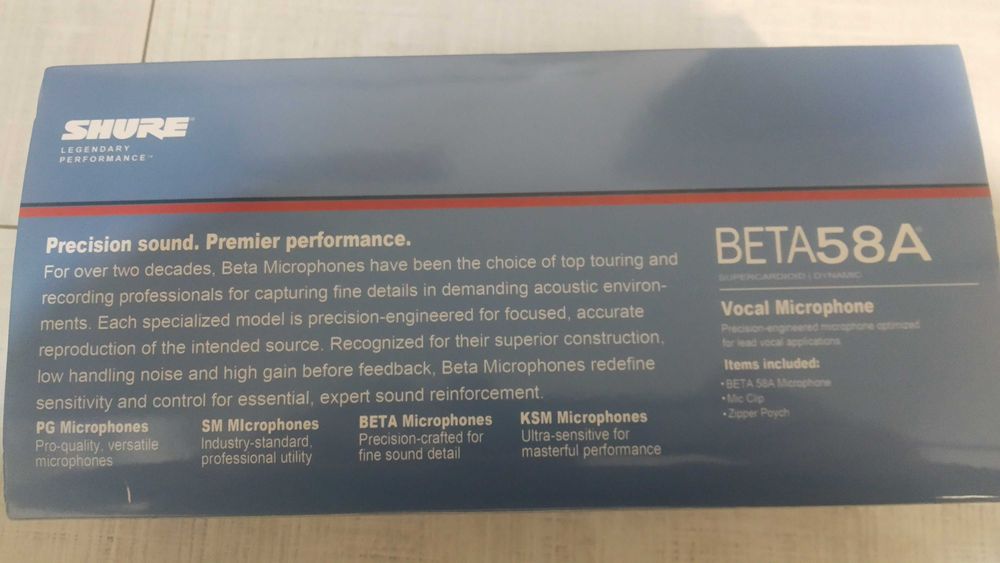 SHURE
LEGENDARY
PERFORMANCE™
Precision sound. Premier performance.
For over two decades, Beta Microphones have been the choice of top touring and
recording professionals for capturing fine details in demanding acoustic environ-
ments. Each specialized model is precision-engineered for focused, accurate
reproduction of the intended source. Recognized for their superior construction,
low handling noise and high gain before feedback, Beta Microphones redefine
sensitivity and control for essential, expert sound reinforcement.
PG Microphones
Pro-quality, versatile
microphones
SM MIcrophones
Industry-standard,
professional utility
BETA Microphones
Precision-crafted for
fine sound detail
KSM Microphones
Ultra-sensitive for
masterful performance
BETA58A®
SUPERCARDIOID | DYNAMIC
Vocal Microphone
Precision-engineered microphone optimized
for lead vocal applications
Items included:
•BETA 58A Microphone
•Mic Clip
•Zipper Poych